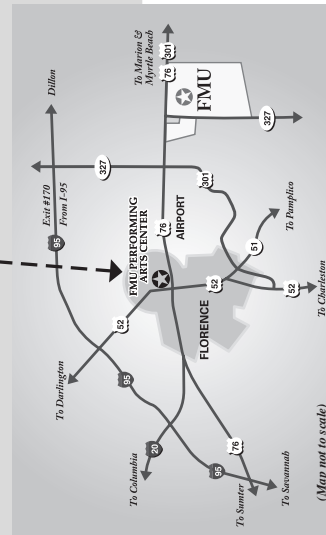 To Marion &
Myrtle Beach
301
76
FMU
327
Dillon
Exit #170
From I-95
95
327
301
AIRPORT
76
FMU PERFORMING
ARTS CENTER
52
52
51
To Pamplico
52
To Charleston
FLORENCE
To Darlington
95
To Columbia
20
95
76
To Sumter
To Savannah
(Map not to scale)